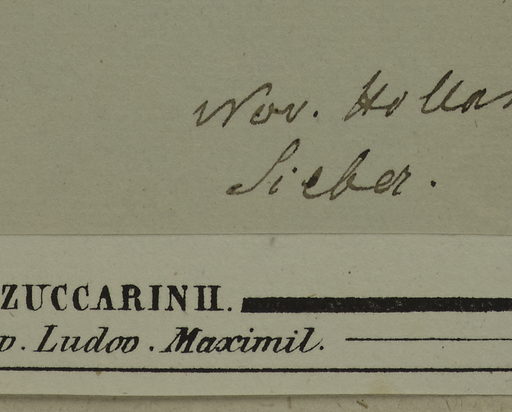 Nov. Hollan
Sieber.
ZUCCARINII.
v. Ludov. Maximil.